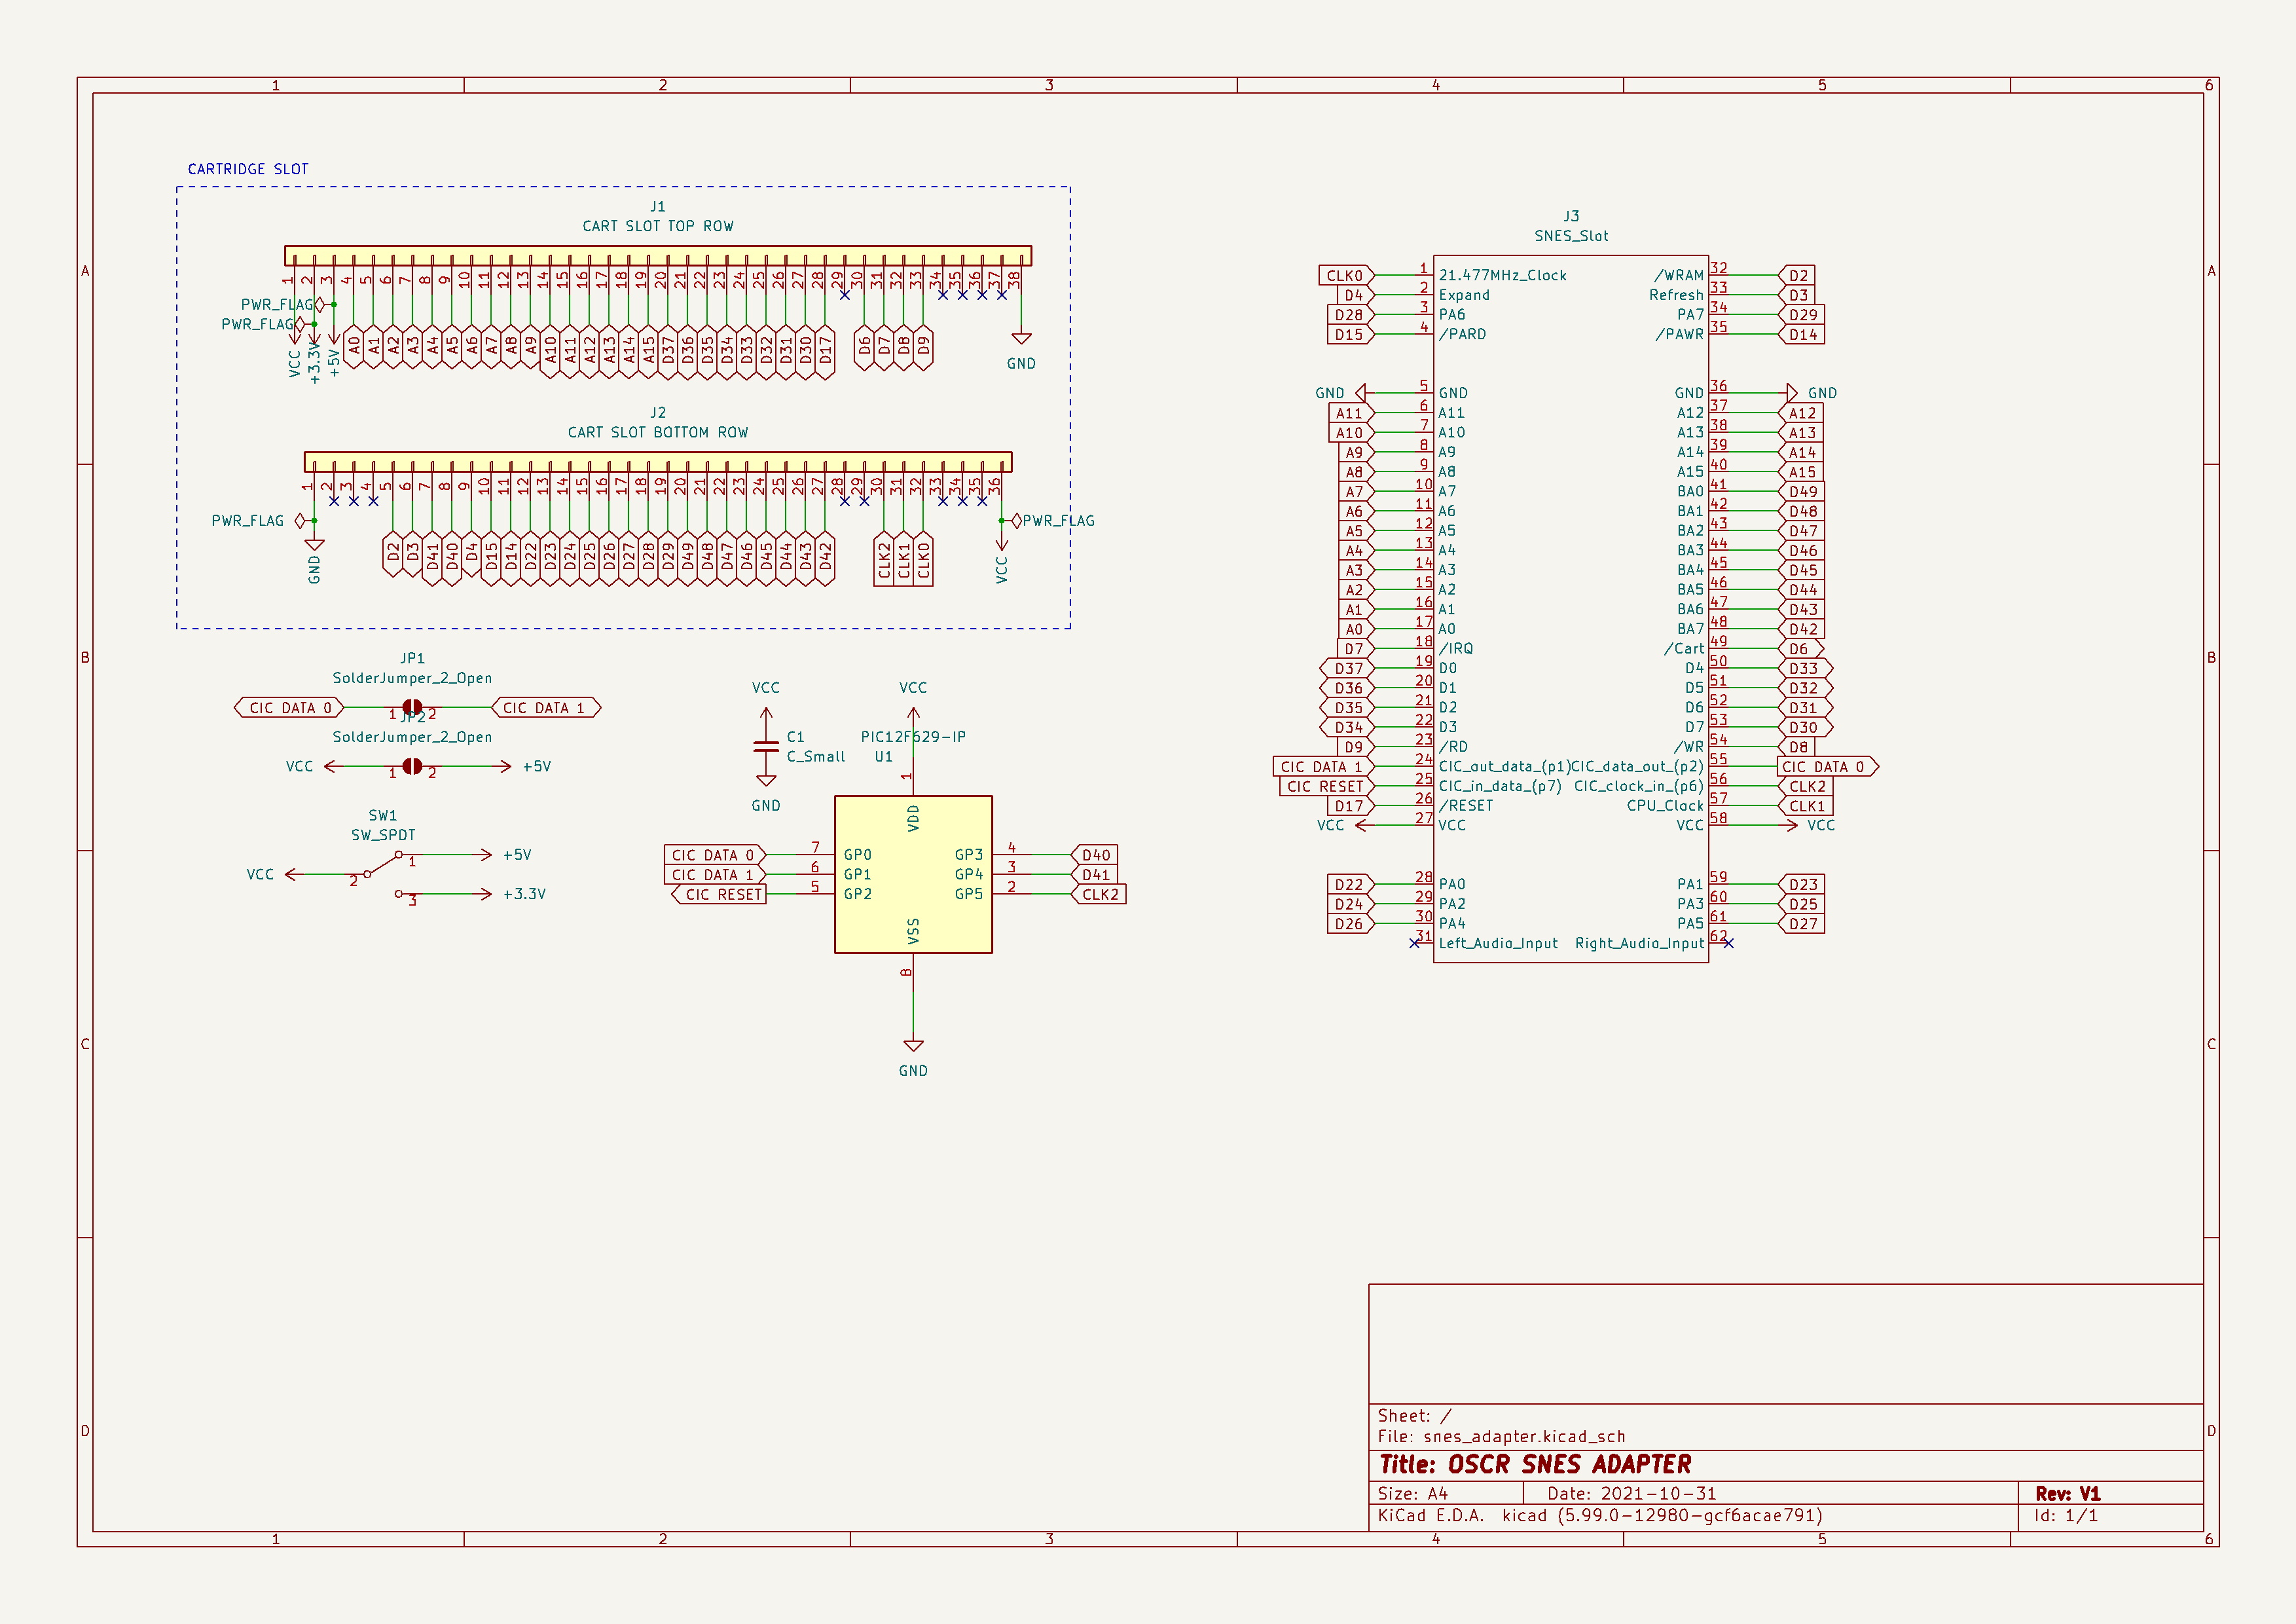 1 2 3 4 5 6
CARTRIDGE SLOT
J1
CART SLOT TOP ROW
1 2 3 4 5 6 7 8 9 10 11 12 13 14 15 16 17 18 19 20 21 22 23 24 25 26 27 28 29 30 31 32 33 34 35 36 37 38
PWR_FLAG
PWR_FLAG
VCC +3.3V +5V A0 A1 A2 A3 A4 A5 A6 A7 A8 A9 A10 A11 A12 A13 A14 A15 D37 D36 D35 D34 D33 D32 D31 D30 D17 D6 D7 D8 D9 GND
J2
CART SLOT BOTTOM ROW
1 2 3 4 5 6 7 8 9 10 11 12 13 14 15 16 17 18 19 20 21 22 23 24 25 26 27 28 29 30 31 32 33 34 35 36
PWR_FLAG PWR_FLAG
GND D2 D3 D41 D40 D4 D15 D14 D22 D23 D24 D25 D26 D27 D28 D29 D49 D48 D47 D46 D45 D44 D43 D42 CLK2 CLK1 CLK0 VCC
JP1
SolderJumper_2_Open
CIC DATA 0 1 2 CIC DATA 1
JP2
SolderJumper_2_Open
VCC 1 2 +5V
SW1
SW_SPDT
1 +5V
VCC 2
3 +3.3V
VCC
C1
C_Small
GND
VCC
PIC12F629-IP
U1
1
VDD
CIC DATA 0 7 GP0 GP3 4 D40
CIC DATA 1 6 GP1 GP4 3 D41
CIC RESET 5 GP2 GP5 2 CLK2
VSS
8
GND
J3
SNES_Slot
CLK0 1 21.477MHz_Clock /WRAM 32 D2
D4 2 Expand Refresh 33 D3
D28 3 PA6 PA7 34 D29
D15 4 /PARD /PAWR 35 D14
GND 5 GND GND 36 GND
A11 6 A11 A12 37 A12
A10 7 A10 A13 38 A13
A9 8 A9 A14 39 A14
A8 9 A8 A15 40 A15
A7 10 A7 BA0 41 D49
A6 11 A6 BA1 42 D48
A5 12 A5 BA2 43 D47
A4 13 A4 BA3 44 D46
A3 14 A3 BA4 45 D45
A2 15 A2 BA5 46 D44
A1 16 A1 BA6 47 D43
A0 17 A0 BA7 48 D42
D7 18 /IRQ /Cart 49 D6
D37 19 D0 D4 50 D33
D36 20 D1 D5 51 D32
D35 21 D2 D6 52 D31
D34 22 D3 D7 53 D30
D9 23 /RD /WR 54 D8
CIC DATA 1 24 CIC_out_data_(p1) CIC_data_out_(p2) 55 CIC DATA 0
CIC RESET 25 CIC_in_data_(p7) CIC_clock_in_(p6) 56 CLK2
D17 26 /RESET CPU_Clock 57 CLK1
VCC 27 VCC VCC 58 VCC
D22 28 PA0 PA1 59 D23
D24 29 PA2 PA3 60 D25
D26 30 PA4 PA5 61 D27
31 Left_Audio_Input Right_Audio_Input 62
A A
B B
C C
D D
Sheet: /
File: snes_adapter.kicad_sch
Title: OSCR SNES ADAPTER
Size: A4 Date: 2021-10-31 Rev: V1
KiCad E.D.A. kicad (5.99.0-12980-gcf6acae791) Id: 1/1
1 2 3 4 5 6